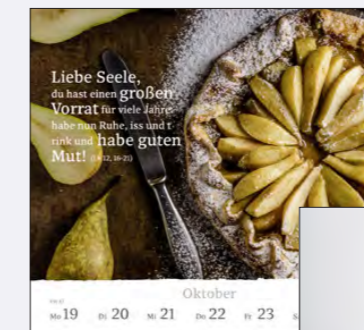 Liebe Seele,
du hast einen großen
Vorrat für viele Jahre
habe nun Ruhe, iss und t
rink und habe guten
Mut! (Lk 12, 16-21)
Oktober
Mo 19 Di 20 Mi 21 Do 22 Fr 23